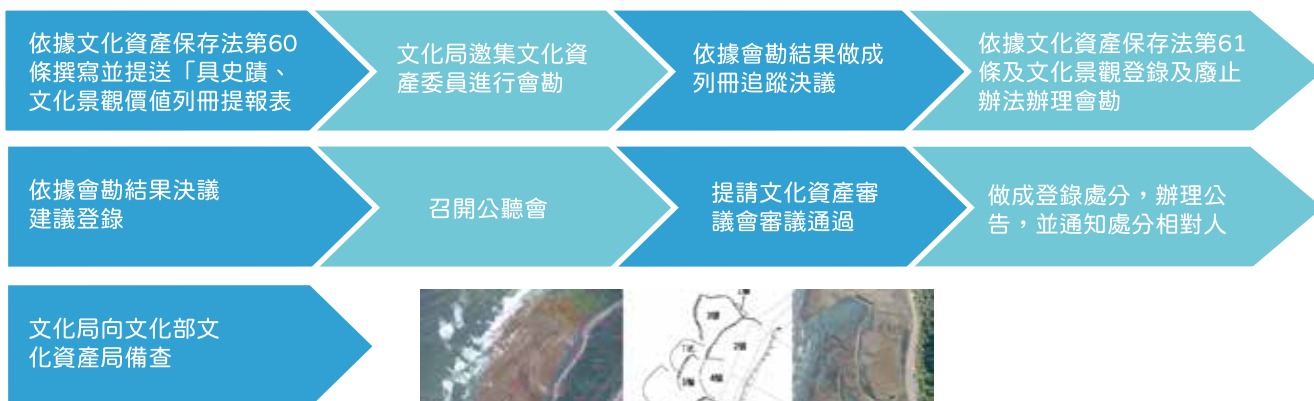 依據文化資產保存法第60
條撰寫並提送「具史蹟、
文化景觀價值列冊提報表
文化局邀集文化資
產委員進行會勘
依據會勘結果做成
列冊追蹤決議
依據文化資產保存法第61
條及文化景觀登錄及廢止
辦法辦理會勘
依據會勘結果決議
建議登錄
召開公聽會
提請文化資產審
議會審議通過
做成登錄處分，辦理公
告，並通知處分相對人
文化局向文化部文
化資產局備查